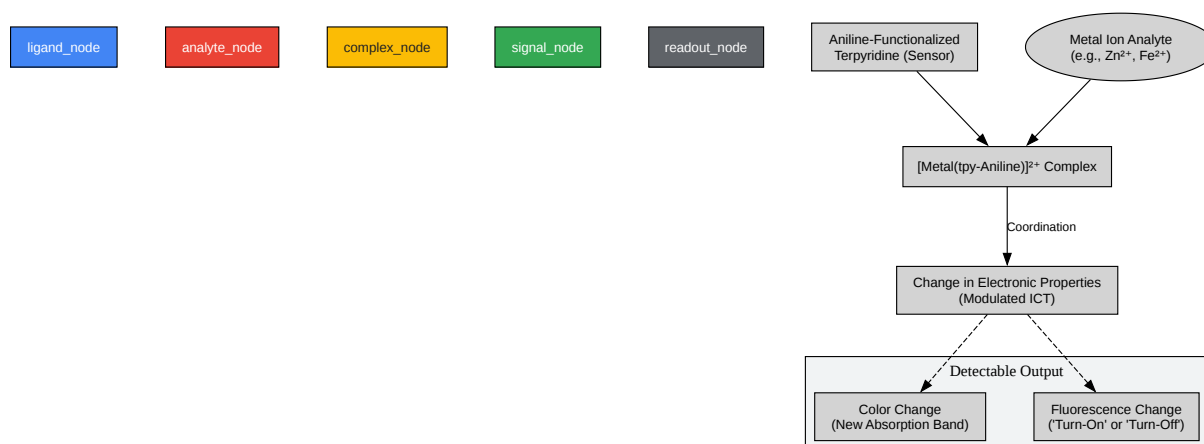 ligand_node
analyte_node
complex_node
signal_node
readout_node
Aniline-Functionalized
Terpyridine (Sensor)
Metal Ion Analyte
(e.g., Zn²⁺, Fe²⁺)
[Metal(tpy-Aniline)]²⁺ Complex
Coordination
Change in Electronic Properties
(Modulated ICT)
Detectable Output
Color Change
(New Absorption Band)
Fluorescence Change
('Turn-On' or 'Turn-Off')